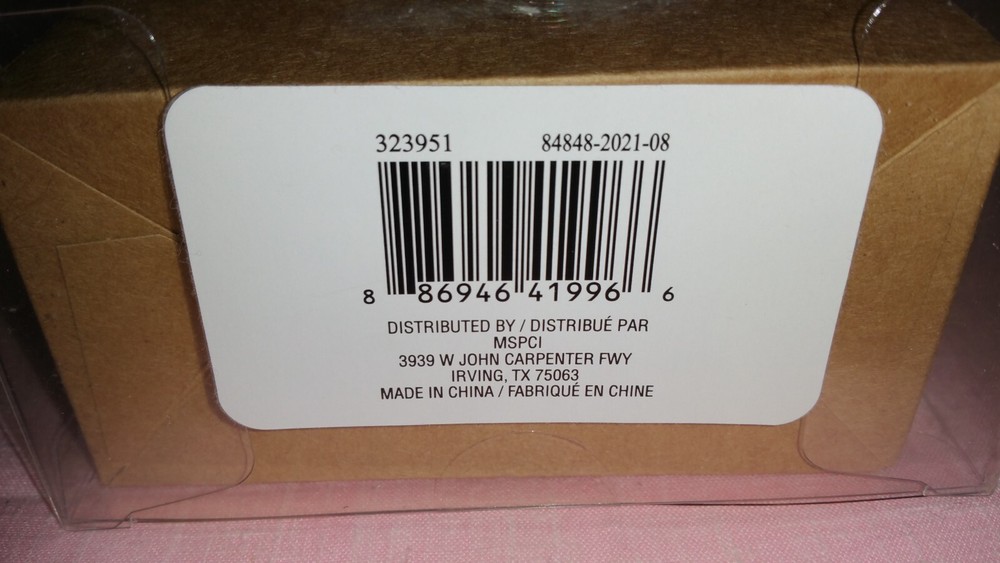 323951 84848-2021-08
8 86946 41996 6
DISTRIBUTED BY / DISTRIBUÉ PAR
MSPCI
3939 W JOHN CARPENTER FWY
IRVING, TX 75063
MADE IN CHINA / FABRIQUÉ EN CHINE